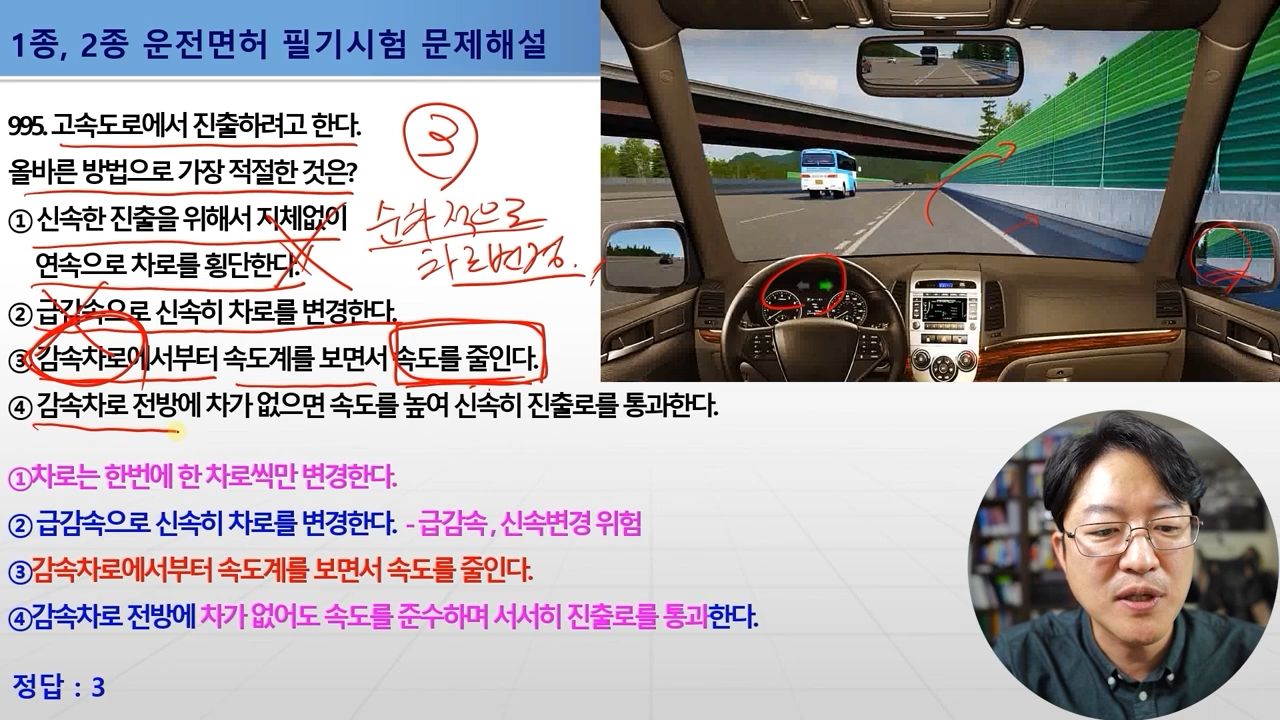 1종, 2종 운전면허 필기시험 문제해설
995. 고속도로에서 진출하려고 한다.
올바른 방법으로 가장 적절한 것은?
① 신속한 진출을 위해서 지체없이
연속으로 차로를 횡단한다.
② 급감속으로 신속히 차로를 변경한다.
③ 감속차로에서부터 속도계를 보면서 속도를 줄인다.
④ 감속차로 전방에 차가 없으면 속도를 높여 신속히 진출로를 통과한다.
③
순차적으로
차로변경.
①차로는 한번에 한 차로씩만 변경한다.
② 급감속으로 신속히 차로를 변경한다. - 급감속 , 신속변경 위험
③감속차로에서부터 속도계를 보면서 속도를 줄인다.
④감속차로 전방에 차가 없어도 속도를 준수하며 서서히 진출로를 통과한다.
정답 : 3